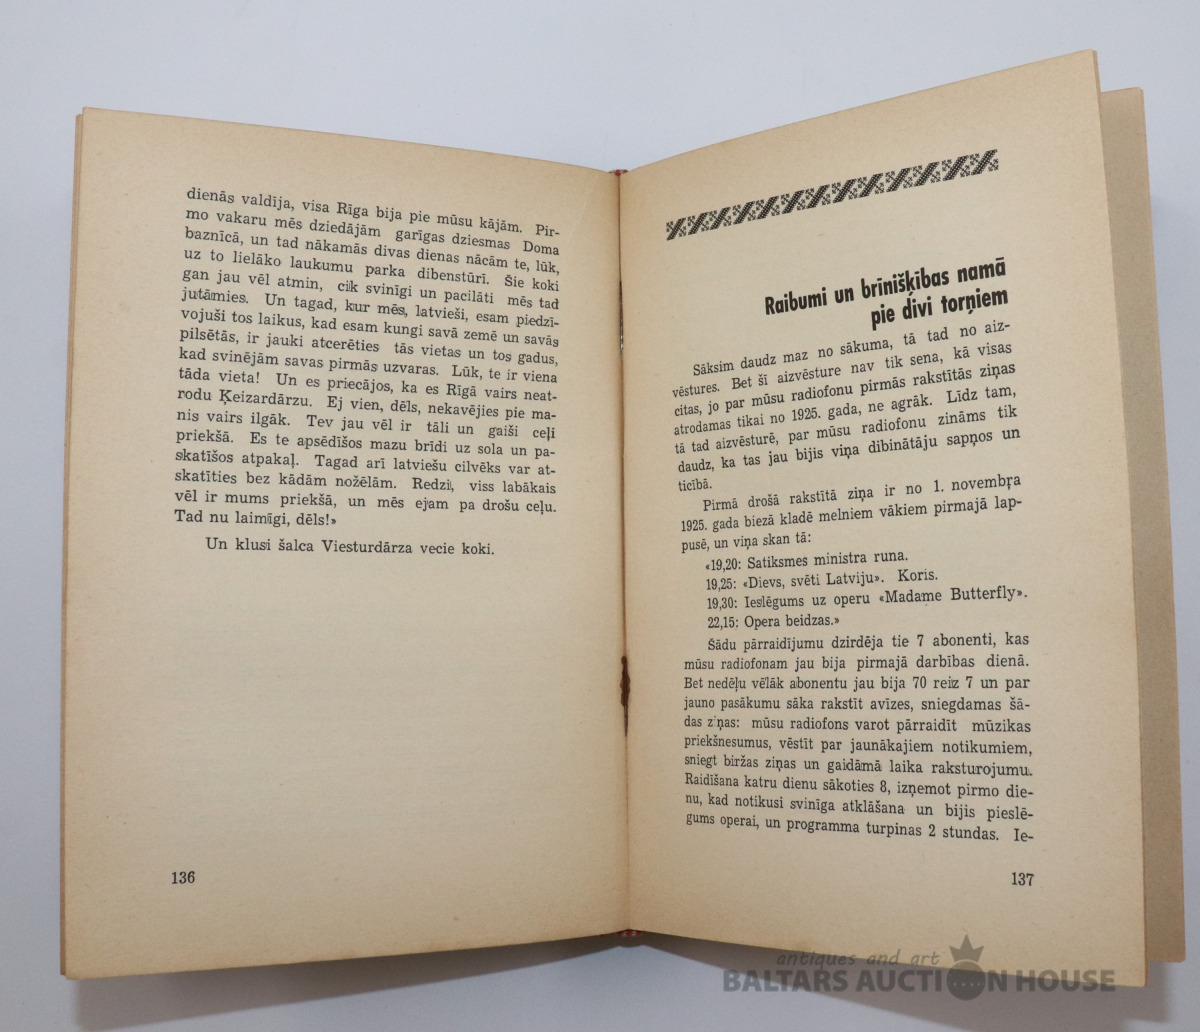 dienās valdīja, visa Rīga bija pie mūsu kājām. Pir-
mo vakaru mēs dziedājām garīgas dziesmas Doma
baznīcā, un tad nākamās divas dienas nācām te, lūk,
uz to lielāko laukumu parka dibenstūrī. Šie koki
gan jau vēl atmin, cik svinīgi un pacilāti mēs tad
jutāmies. Un tagad, kur mēs, latvieši, esam piedzī-
vojuši tos laikus, kad esam kungi savā zemē un savās
pilsētās, ir jauki atcerēties tās vietas un tos gadus,
kad svinējām savas pirmās uzvaras. Lūk, te ir viena
tāda vieta! Un es priecājos, ka es Rīgā vairs neat-
rodu Ķeizardārzu. Ej vien, dēls, nekavējies pie ma-
nis vairs ilgāk. Tev jau vēl ir tāli un gaiši ceļi
priekšā. Es te apsēdīšos mazu brīdi uz sola un pa-
skatīšos atpakaļ. Tagad arī latviešu cilvēks var at-
skatīties bez kādām nožēlām. Redzi, viss labākais
vēl ir mums priekšā, un mēs ejam pa drošu ceļu.
Tad nu laimīgi, dēls!»
Un klusi šalca Viesturdārza vecie koki.
136
Raibumi un brīnišķības namā
pie divi torņiem
Sāksim daudz maz no sākuma, tā tad no aiz-
vēstures. Bet šī aizvēsture nav tik sena, kā visas
citas, jo par mūsu radiofonu pirmās rakstītās ziņas
atrodamas tikai no 1925. gada, ne agrāk. Līdz tam,
tā tad aizvēsturē, par mūsu radiofonu zināms tik
daudz, ka tas jau bijis viņa dibinātāju sapņos un
ticībā.
Pirmā drošā rakstītā ziņa ir no 1. novembŗa
1925. gada biezā kladē melniem vākiem pirmajā lap-
pusē, un viņa skan tā:
«19,20: Satiksmes ministra runa.
19,25: «Dievs, svēti Latviju». Koris.
19,30: Ieslēgums uz operu «Madame Butterfly».
22,15: Opera beidzas.»
Šādu pārraidījumu dzirdēja tie 7 abonenti, kas
mūsu radiofonam jau bija pirmajā darbības dienā.
Bet nedēļu vēlāk abonentu jau bija 70 reiz 7 un par
jauno pasākumu sāka rakstīt avīzes, sniegdamas šā-
das ziņas: mūsu radiofons varot pārraidīt mūzikas
priekšnesumus, vēstīt par jaunākajiem notikumiem,
sniegt biržas ziņas un gaidāmā laika raksturojumu.
Raidīšana katru dienu sākoties 8, izņemot pirmo die-
nu, kad notikusi svinīga atklāšana un bijis pieslē-
gums operai, un programma turpinas 2 stundas. Ie-
137
antiques and art
BALTARS AUCTION HOUSE